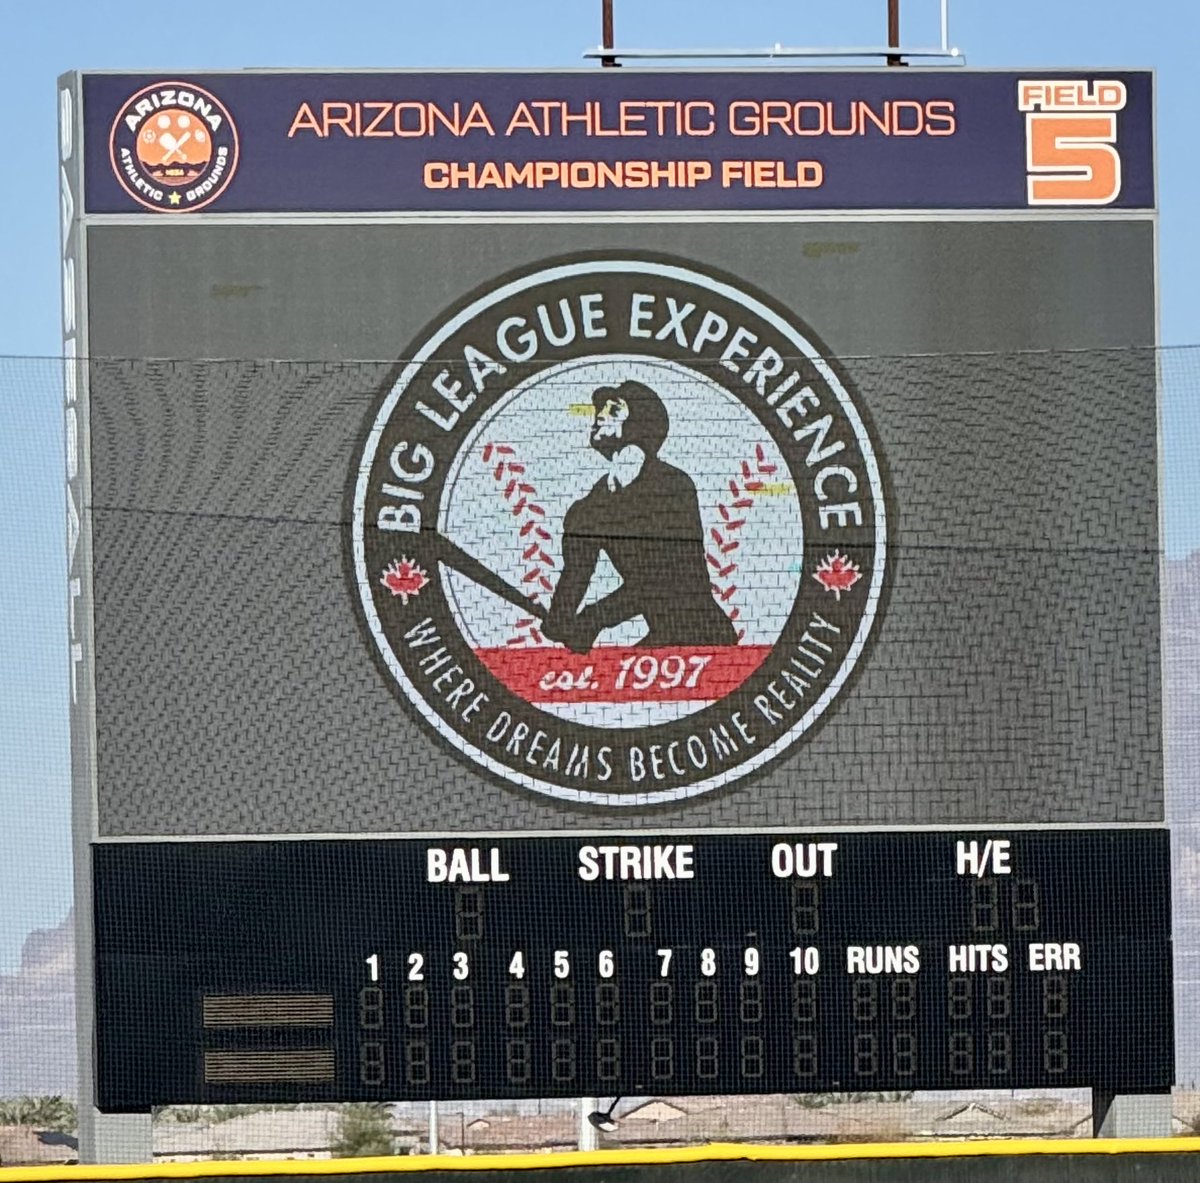 ARIZONA
ATHLETIC ★ GROUNDS
ARIZONA ATHLETIC GROUNDS
CHAMPIONSHIP FIELD
FIELD
5
BIG LEAGUE EXPERIENCE
est. 1997
WHERE DREAMS BECOME REALITY
BALL STRIKE OUT H/E
1 2 3 4 5 6 7 8 9 10 RUNS HITS ERR